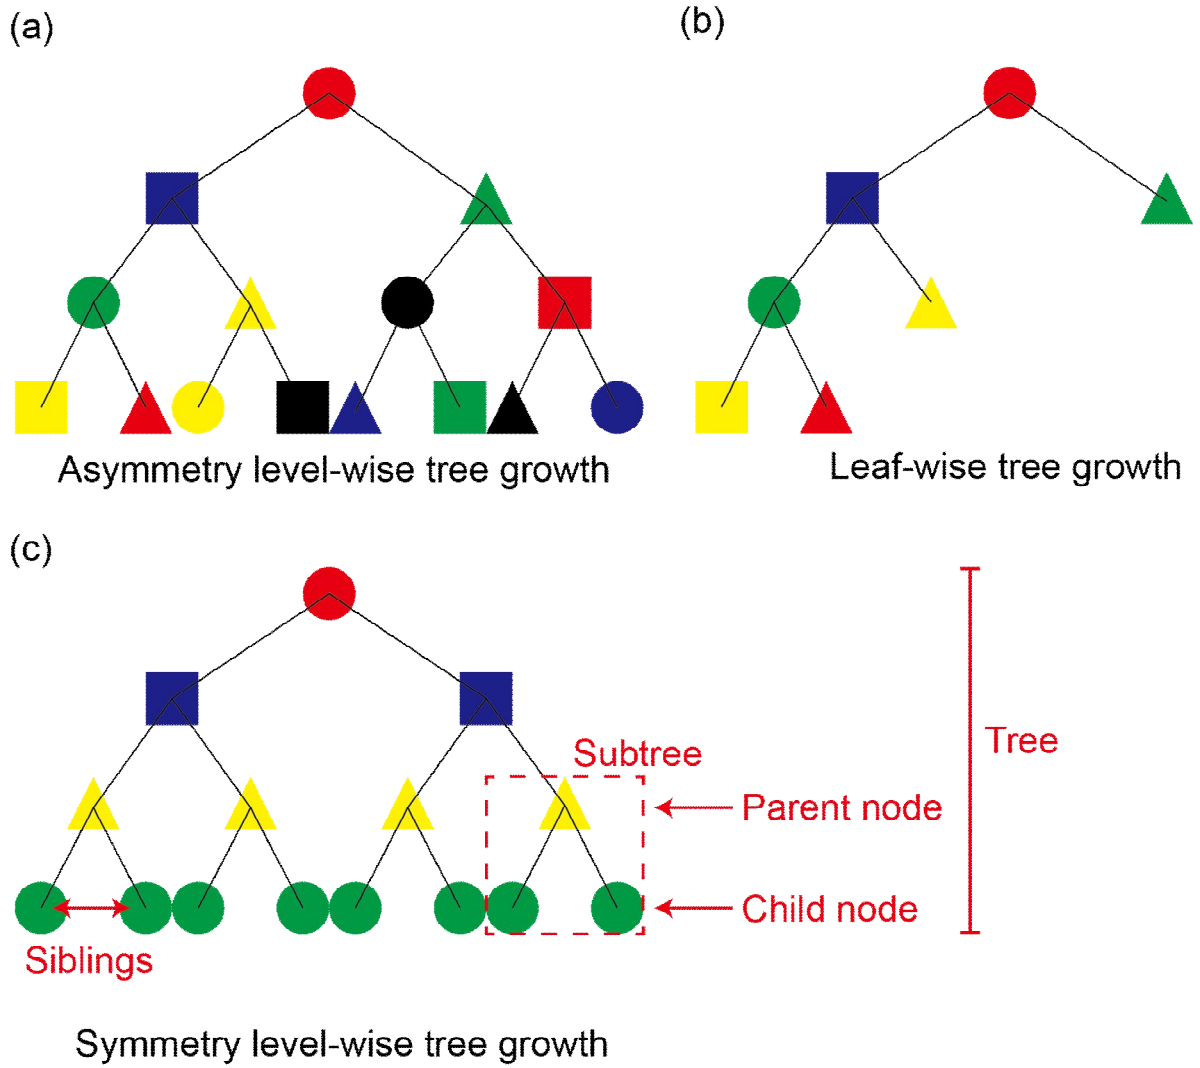 (a)
(b)
Asymmetry level-wise tree growth
Leaf-wise tree growth
(c)
Tree
Subtree
Parent node
Child node
Siblings
Symmetry level-wise tree growth